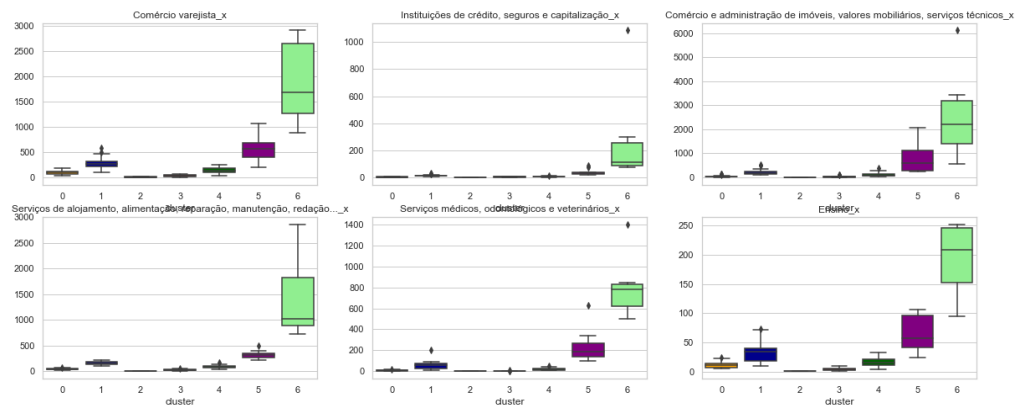 Comércio varejista_x
3000
2500
2000
1500
1000
500
0
0 1 2 3 4 5 6
cluster
Instituições de crédito, seguros e capitalização_x
1000
800
600
400
200
0
0 1 2 3 4 5 6
cluster
Comércio e administração de imóveis, valores mobiliários, serviços técnicos_x
6000
5000
4000
3000
2000
1000
0
0 1 2 3 4 5 6
cluster
Serviços de alojamento, alimentação, reparação, manutenção, redação..._x
3000
2500
2000
1500
1000
500
0
0 1 2 3 4 5 6
cluster
Serviços médicos, odontológicos e veterinários_x
1400
1200
1000
800
600
400
200
0
0 1 2 3 4 5 6
cluster
Ensino_x
250
200
150
100
50
0
0 1 2 3 4 5 6
cluster